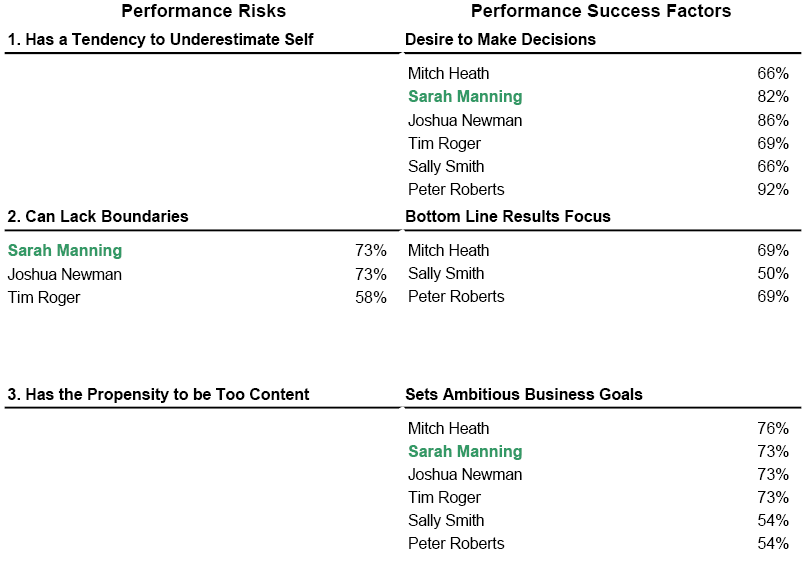 Performance Risks Performance Success Factors
1. Has a Tendency to Underestimate Self Desire to Make Decisions
Mitch Heath 66%
Sarah Manning 82%
Joshua Newman 86%
Tim Roger 69%
Sally Smith 66%
Peter Roberts 92%
2. Can Lack Boundaries Bottom Line Results Focus
Sarah Manning 73% Mitch Heath 69%
Joshua Newman 73% Sally Smith 50%
Tim Roger 58% Peter Roberts 69%
3. Has the Propensity to be Too Content Sets Ambitious Business Goals
Mitch Heath 76%
Sarah Manning 73%
Joshua Newman 73%
Tim Roger 73%
Sally Smith 54%
Peter Roberts 54%